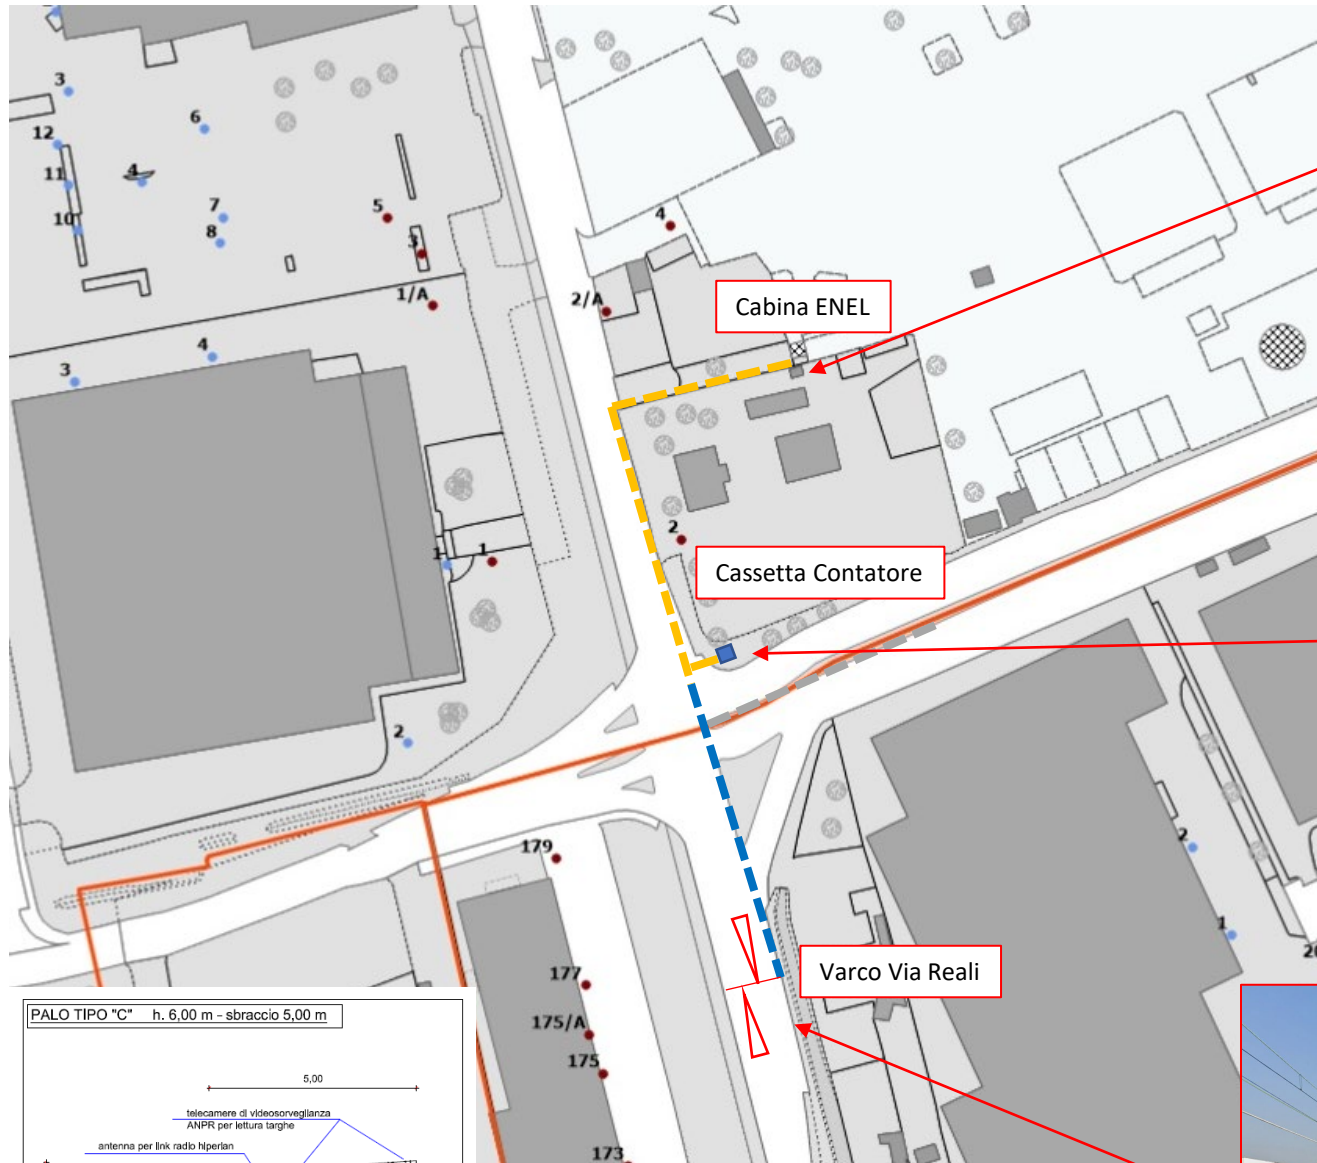 3
12
11
10
4
6
7
8
5
3
1/A
4
2/A
Cabina ENEL
3
4
2
Cassetta Contatore
1
1
2
179
2
1
20
177
Varco Via Reali
175/A
175
173
PALO TIPO "C" h. 6,00 m - sbraccio 5,00 m
5,00
telecamere di videosorveglianza
ANPR per lettura targhe
antenna per link radio hiperlan